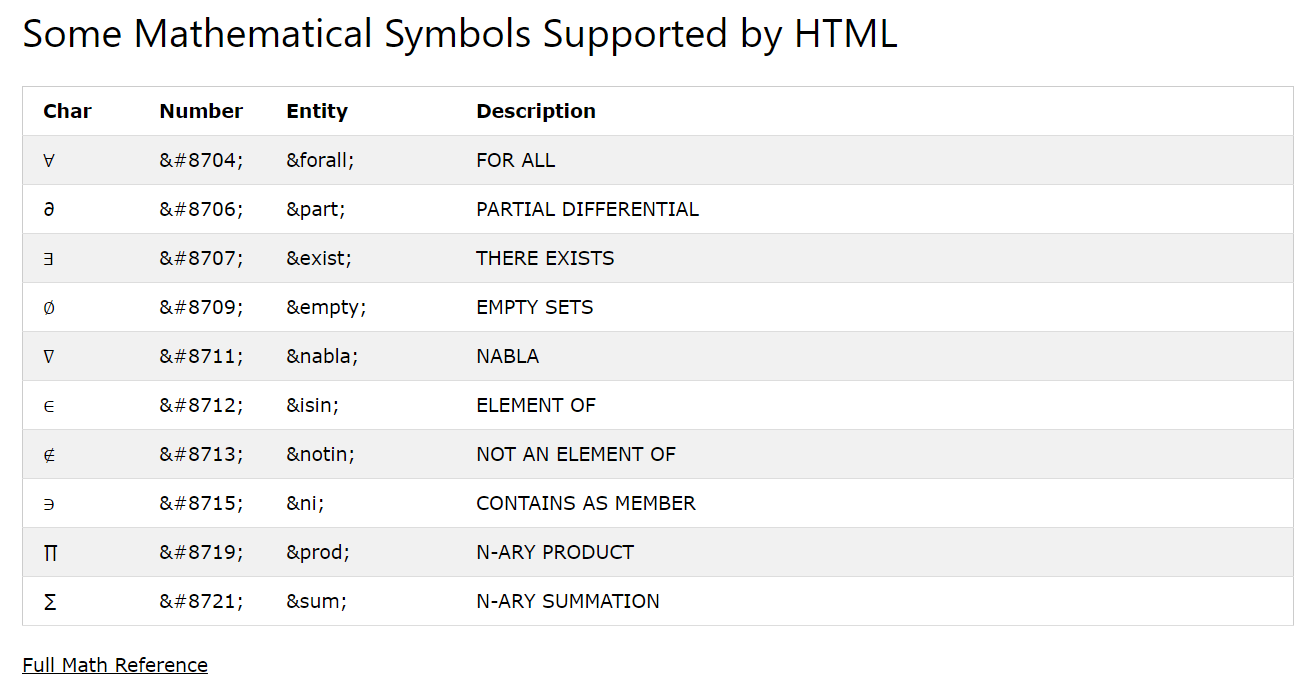 Some Mathematical Symbols Supported by HTML
Char Number Entity Description
∀ &#8704; &forall; FOR ALL
∂ &#8706; &part; PARTIAL DIFFERENTIAL
∃ &#8707; &exist; THERE EXISTS
∅ &#8709; &empty; EMPTY SETS
∇ &#8711; &nabla; NABLA
∈ &#8712; &isin; ELEMENT OF
∉ &#8713; &notin; NOT AN ELEMENT OF
∋ &#8715; &ni; CONTAINS AS MEMBER
∏ &#8719; &prod; N-ARY PRODUCT
∑ &#8721; &sum; N-ARY SUMMATION
Full Math Reference